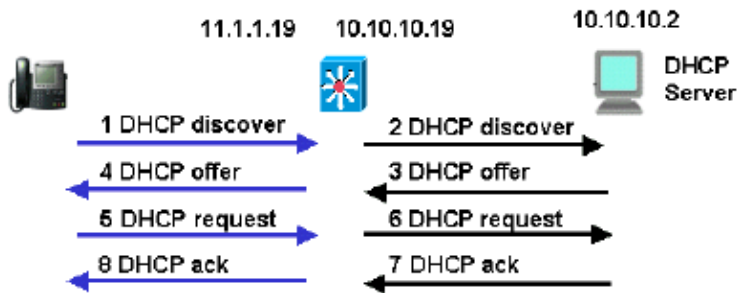 11.1.1.19 10.10.10.19 10.10.10.2
DHCP
Server
1 DHCP discover 2 DHCP discover
4 DHCP offer 3 DHCP offer
5 DHCP request 6 DHCP request
8 DHCP ack 7 DHCP ack